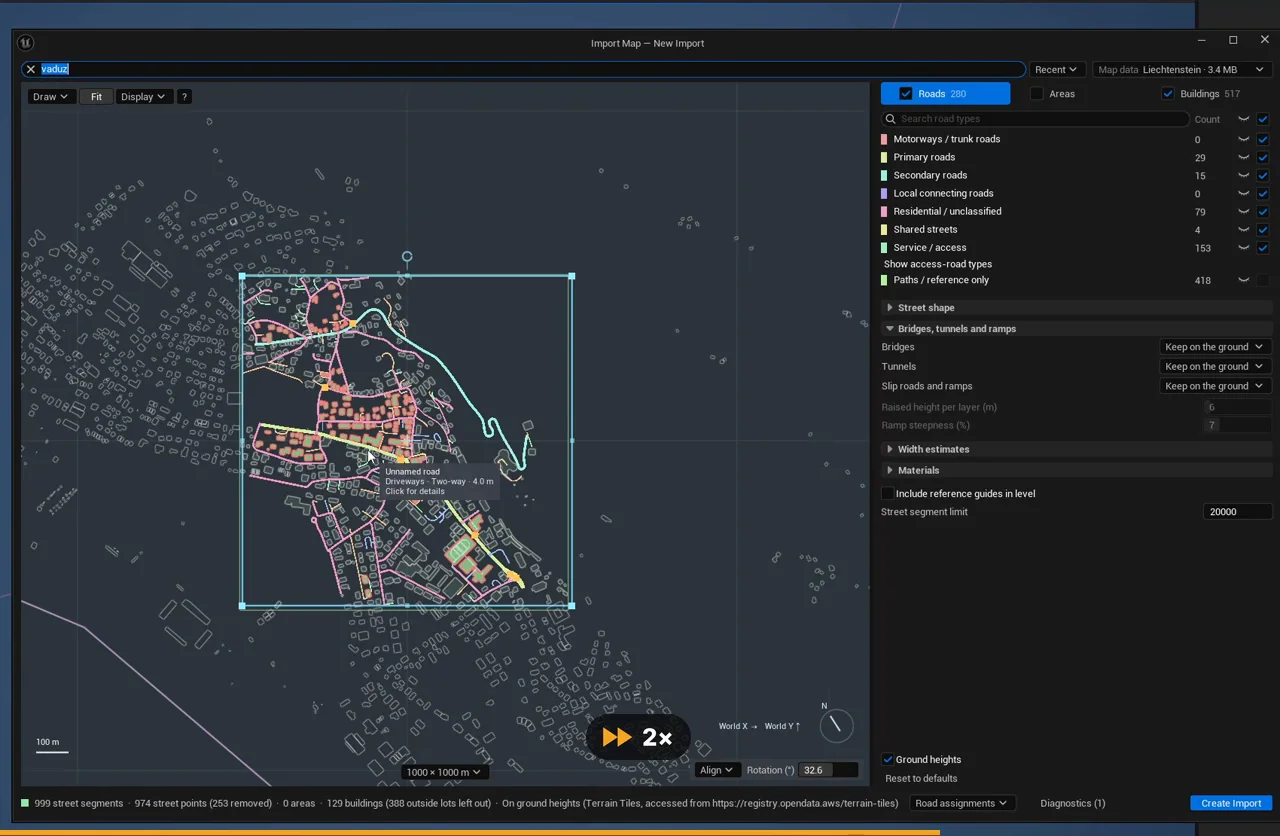 Import Map — New Import
vaduz
Recent
Map data Liechtenstein · 3.4 MB
Draw
Fit
Display
?
Roads 280
Areas
Buildings 517
Search road types
Count
Motorways / trunk roads 0
Primary roads 29
Secondary roads 15
Local connecting roads 0
Residential / unclassified 79
Shared streets 4
Service / access 153
Show access-road types
Paths / reference only 418
Street shape
Bridges, tunnels and ramps
Bridges Keep on the ground
Tunnels Keep on the ground
Slip roads and ramps Keep on the ground
Raised height per layer (m) 6
Ramp steepness (%) 7
Width estimates
Materials
Include reference guides in level
Street segment limit 20000
Unnamed road
Driveways · Two-way · 4.0 m
Click for details
N
World X → World Y ↑
2×
100 m
1000 × 1000 m
Align
Rotation (°) 32.6
Ground heights
Reset to defaults
999 street segments · 974 street points (253 removed) · 0 areas · 129 buildings (388 outside lots left out) · On ground heights (Terrain Tiles, accessed from https://registry.opendata.aws/terrain-tiles)
Road assignments
Diagnostics (1)
Create Import